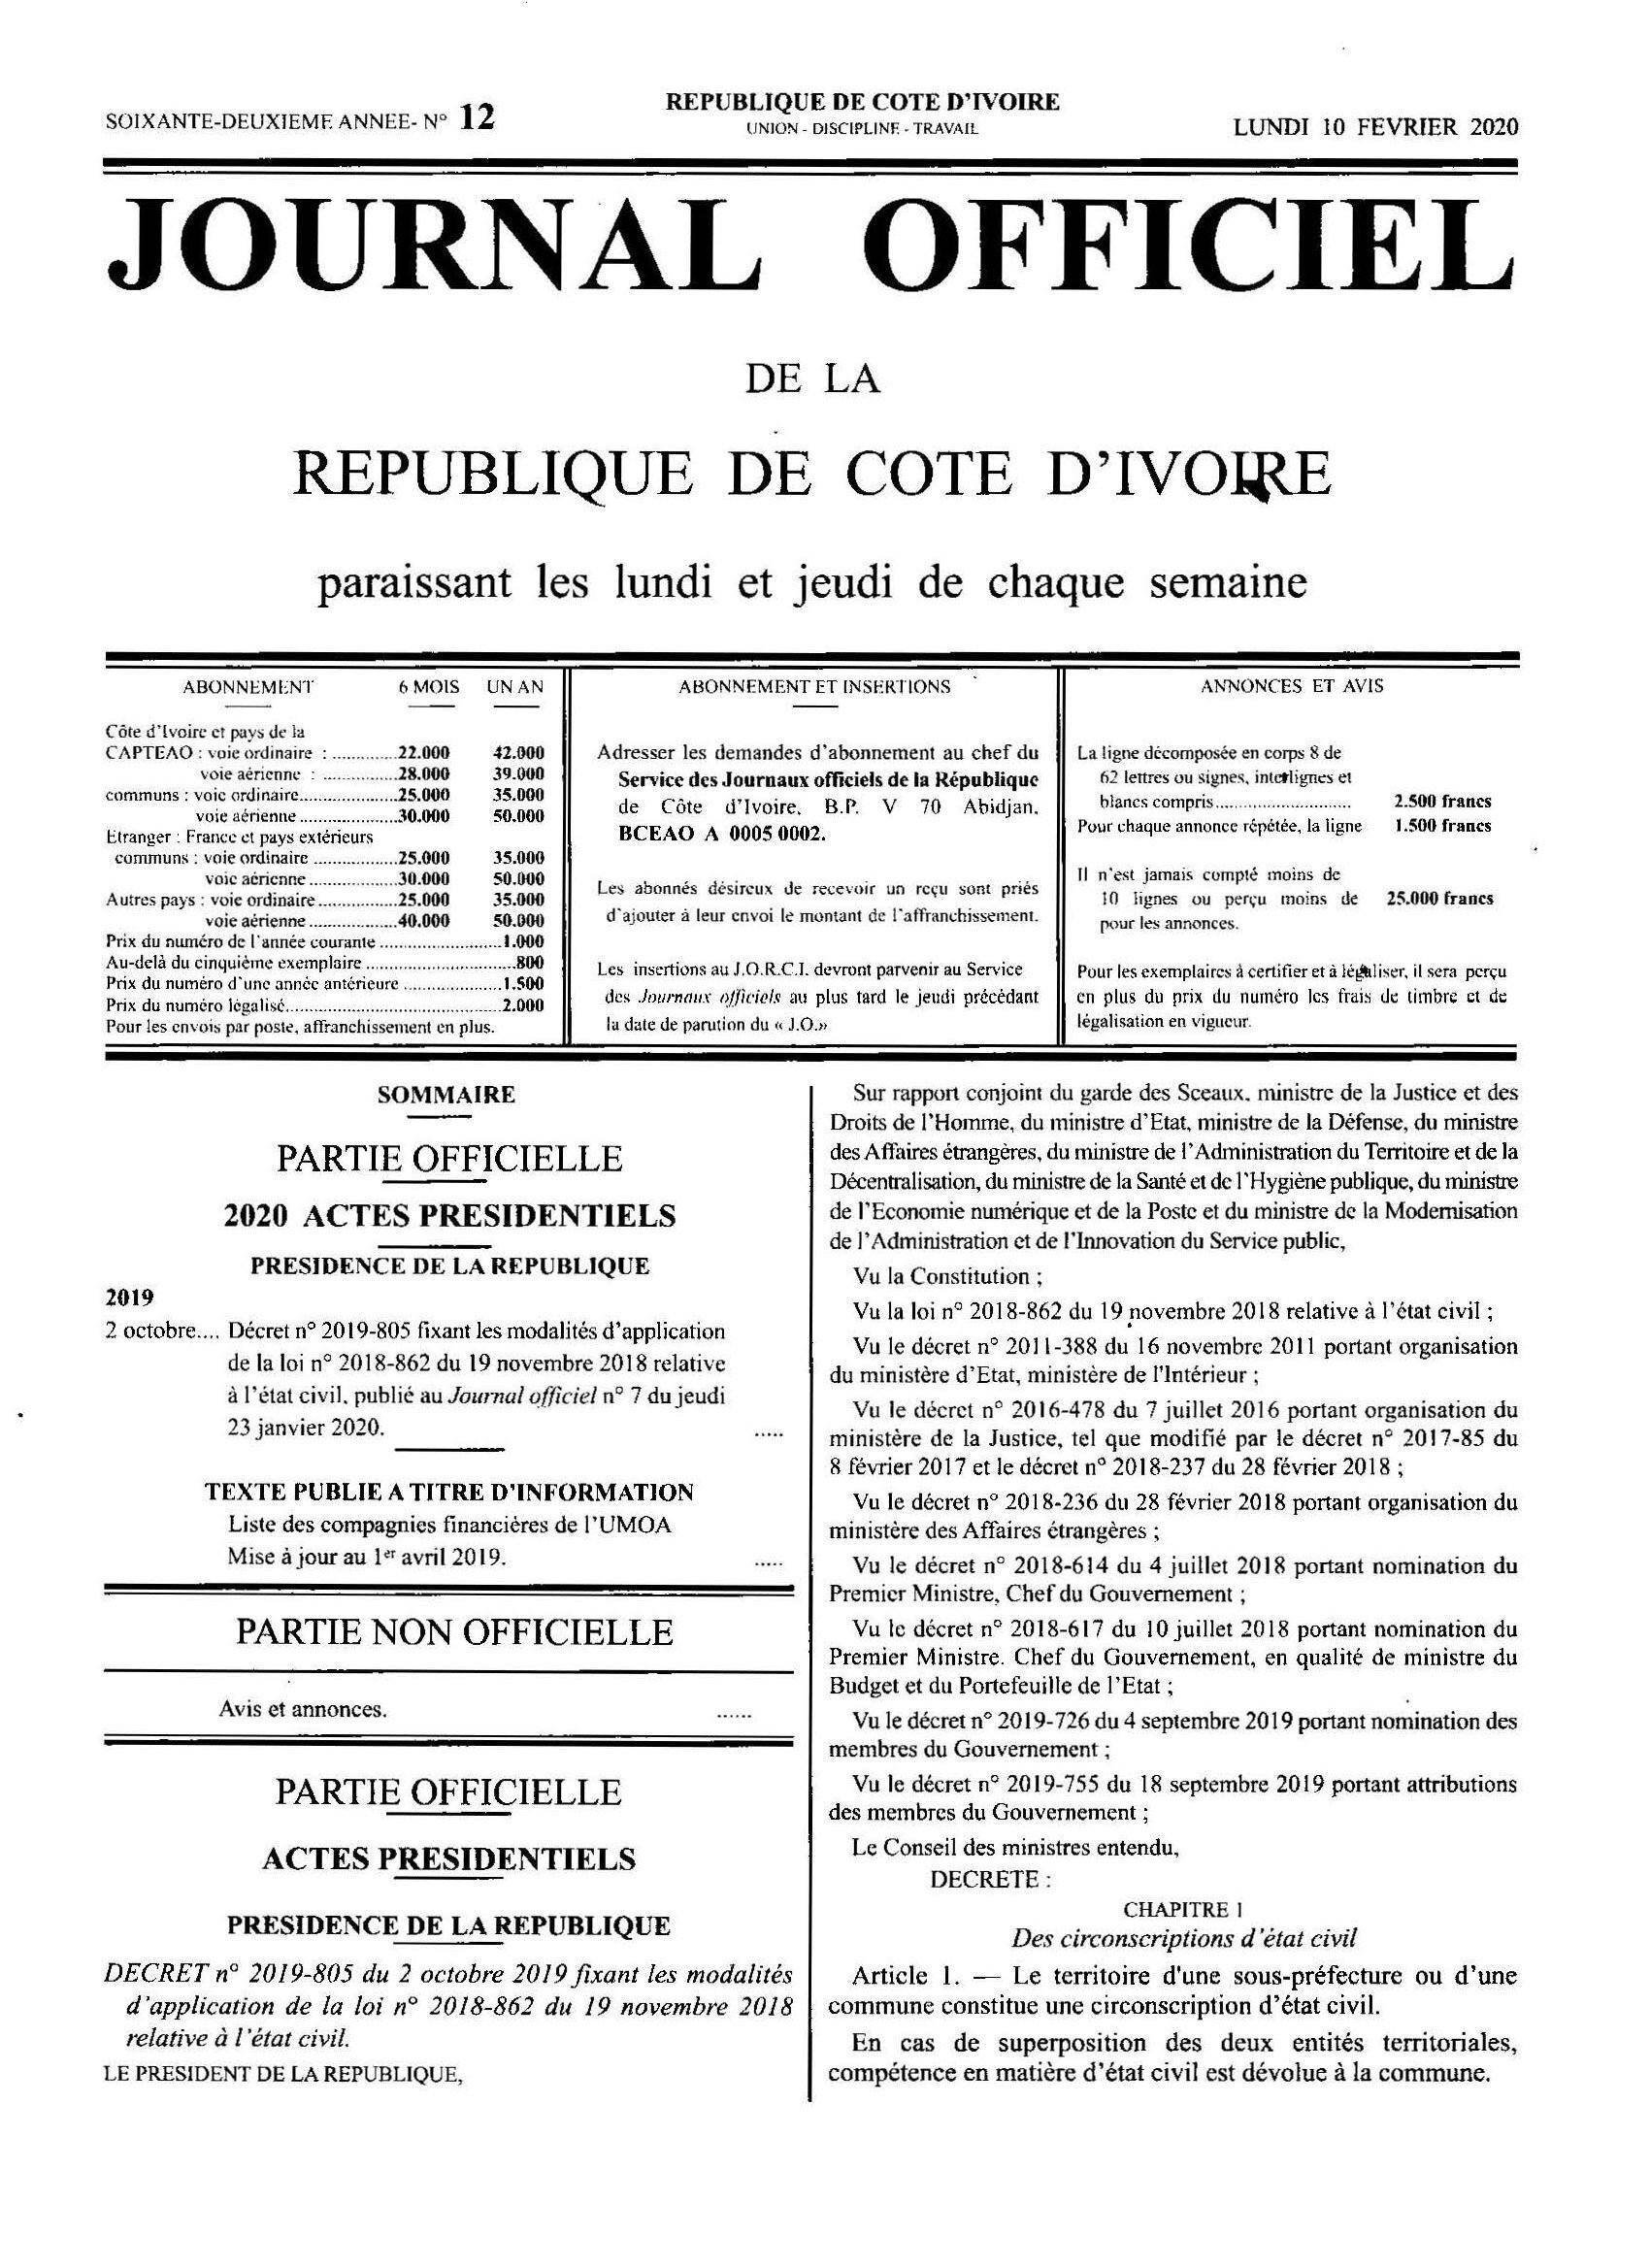 SOIXANTE-DEUXIEME ANNEE- N° 12
REPUBLIQUE DE COTE D'IVOIRE
UNION - DISCIPLINE - TRAVAIL
LUNDI 10 FEVRIER 2020
JOURNAL OFFICIEL
DE LA
REPUBLIQUE DE COTE D'IVOIRE
paraissant les lundi et jeudi de chaque semaine
ABONNEMENT 6 MOIS UN AN
Côte d'Ivoire et pays de la
CAPTEAO : voie ordinaire : .............22.000 42.000
voie aérienne : ...............28.000 39.000
communs : voie ordinaire....................25.000 35.000
voie aérienne ....................30.000 50.000
Etranger : France et pays extérieurs
communs : voie ordinaire .................25.000 35.000
voie aérienne..................30.000 50.000
Autres pays : voie ordinaire................25.000 35.000
voie aérienne..................40.000 50.000
Prix du numéro de l'année courante .........................1.000
Au-delà du cinquième exemplaire ..............................800
Prix du numéro d'une année antérieure ....................1.500
Prix du numéro légalisé............................................2.000
Pour les envois par poste, affranchissement en plus.
ABONNEMENT ET INSERTIONS
Adresser les demandes d'abonnement au chef du
Service des Journaux officiels de la République
de Côte d'Ivoire, B.P. V 70 Abidjan,
BCEAO A 0005 0002.
Les abonnés désireux de recevoir un reçu sont priés
d'ajouter à leur envoi le montant de l'affranchissement.
Les insertions au J.O.R.C.I. devront parvenir au Service
des Journaux officiels au plus tard le jeudi précédant
la date de parution du « J.O.»
ANNONCES ET AVIS
La ligne décomposée en corps 8 de
62 lettres ou signes, interlignes et
blancs compris........................... 2.500 francs
Pour chaque annonce répétée, la ligne 1.500 francs
Il n'est jamais compté moins de
10 lignes ou perçu moins de 25.000 francs
pour les annonces.
Pour les exemplaires à certifier et à légaliser, il sera perçu
en plus du prix du numéro les frais de timbre et de
légalisation en vigueur.
SOMMAIRE
PARTIE OFFICIELLE
2020 ACTES PRESIDENTIELS
PRESIDENCE DE LA REPUBLIQUE
2019
2 octobre.... Décret n° 2019-805 fixant les modalités d'application
de la loi n° 2018-862 du 19 novembre 2018 relative
à l'état civil, publié au Journal officiel n° 7 du jeudi
23 janvier 2020. .....
TEXTE PUBLIE A TITRE D'INFORMATION
Liste des compagnies financières de l'UMOA
Mise à jour au 1er avril 2019. .....
PARTIE NON OFFICIELLE
Avis et annonces. ......
PARTIE OFFICIELLE
ACTES PRESIDENTIELS
PRESIDENCE DE LA REPUBLIQUE
DECRET n° 2019-805 du 2 octobre 2019 fixant les modalités
d'application de la loi n° 2018-862 du 19 novembre 2018
relative à l'état civil.
LE PRESIDENT DE LA REPUBLIQUE,
Sur rapport conjoint du garde des Sceaux, ministre de la Justice et des
Droits de l'Homme, du ministre d'Etat, ministre de la Défense, du ministre
des Affaires étrangères, du ministre de l'Administration du Territoire et de la
Décentralisation, du ministre de la Santé et de l'Hygiène publique, du ministre
de l'Economie numérique et de la Poste et du ministre de la Modernisation
de l'Administration et de l'Innovation du Service public,
Vu la Constitution ;
Vu la loi n° 2018-862 du 19 novembre 2018 relative à l'état civil ;
Vu le décret n° 2011-388 du 16 novembre 2011 portant organisation
du ministère d'Etat, ministère de l'Intérieur ;
Vu le décret n° 2016-478 du 7 juillet 2016 portant organisation du
ministère de la Justice, tel que modifié par le décret n° 2017-85 du
8 février 2017 et le décret n° 2018-237 du 28 février 2018 ;
Vu le décret n° 2018-236 du 28 février 2018 portant organisation du
ministère des Affaires étrangères ;
Vu le décret n° 2018-614 du 4 juillet 2018 portant nomination du
Premier Ministre, Chef du Gouvernement ;
Vu le décret n° 2018-617 du 10 juillet 2018 portant nomination du
Premier Ministre. Chef du Gouvernement, en qualité de ministre du
Budget et du Portefeuille de l'Etat ;
Vu le décret n° 2019-726 du 4 septembre 2019 portant nomination des
membres du Gouvernement ;
Vu le décret n° 2019-755 du 18 septembre 2019 portant attributions
des membres du Gouvernement ;
Le Conseil des ministres entendu,
DECRETE :
CHAPITRE 1
Des circonscriptions d'état civil
Article 1. — Le territoire d'une sous-préfecture ou d'une
commune constitue une circonscription d'état civil.
En cas de superposition des deux entités territoriales,
compétence en matière d'état civil est dévolue à la commune.